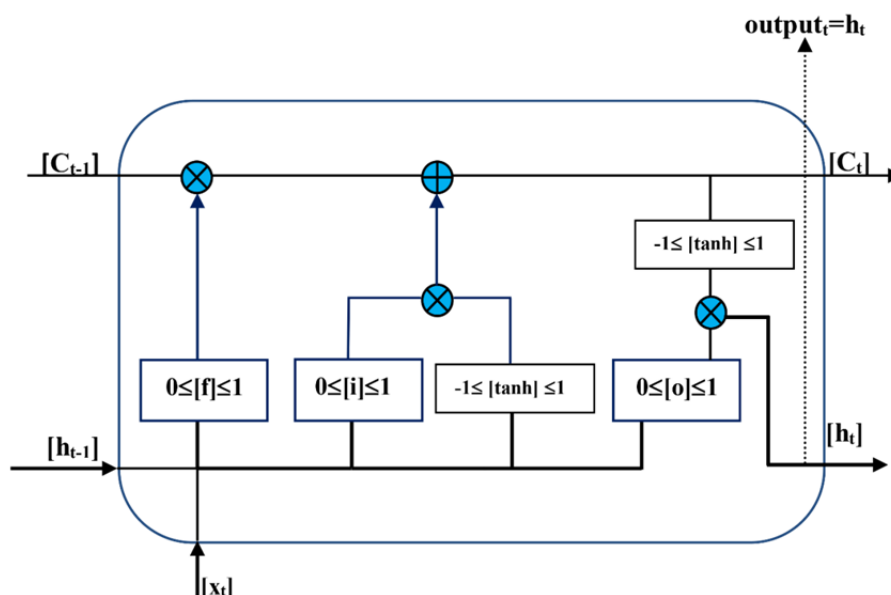 outputₜ=hₜ
[Cₜ₋₁]
[Cₜ]
-1≤ [tanh] ≤1
0≤[f]≤1
0≤[i]≤1
-1≤ [tanh] ≤1
0≤[o]≤1
[hₜ₋₁]
[hₜ]
[xₜ]